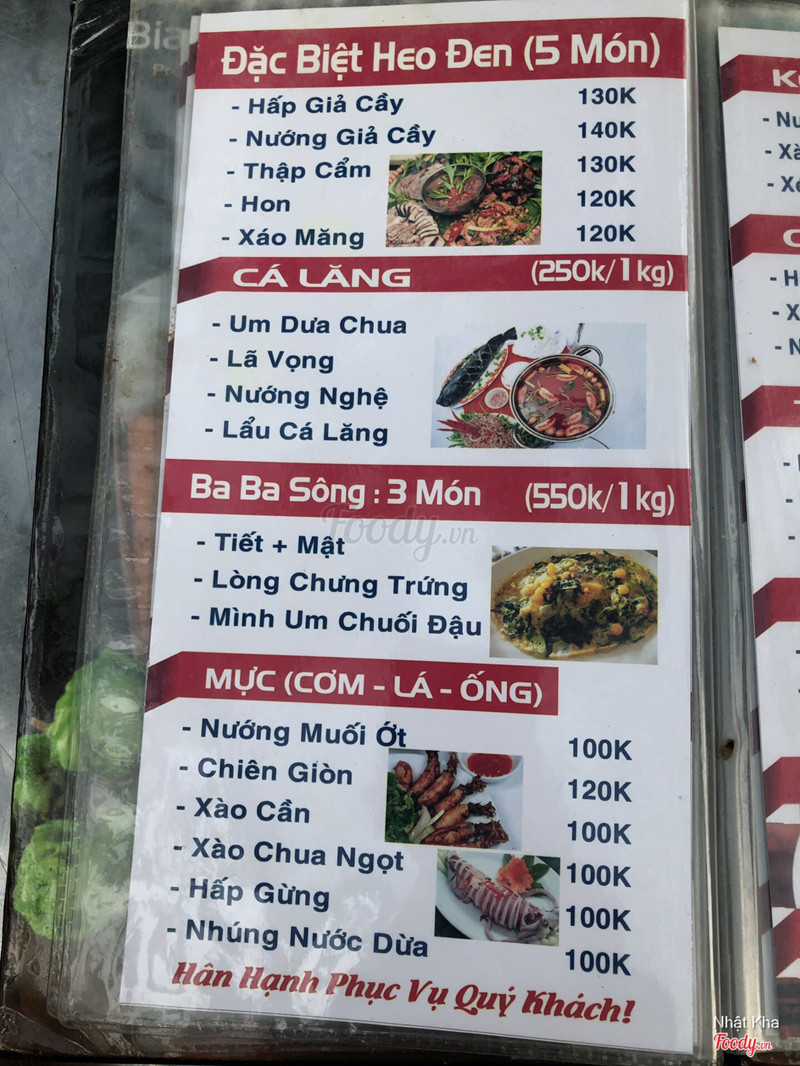 Bia
Đặc Biệt Heo Đen (5 Món)
- Hấp Giả Cầy 130K
- Nướng Giả Cầy 140K
- Thập Cẩm 130K
- Hon 120K
- Xáo Măng 120K
CÁ LĂNG (250k/1kg)
- Um Dưa Chua
- Lã Vọng
- Nướng Nghệ
- Lẩu Cá Lăng
Ba Ba Sông : 3 Món (550k/1kg)
- Tiết + Mật
- Lòng Chưng Trứng
- Mình Um Chuối Đậu
MỰC (CƠM - LÁ - ỐNG)
- Nướng Muối Ớt 100K
- Chiên Giòn 120K
- Xào Cần 100K
- Xào Chua Ngọt 100K
- Hấp Gừng 100K
- Nhúng Nước Dừa 100K
Hân Hạnh Phục Vụ Quý Khách!
Foody.vn
Nhật Kha
Foody.vn